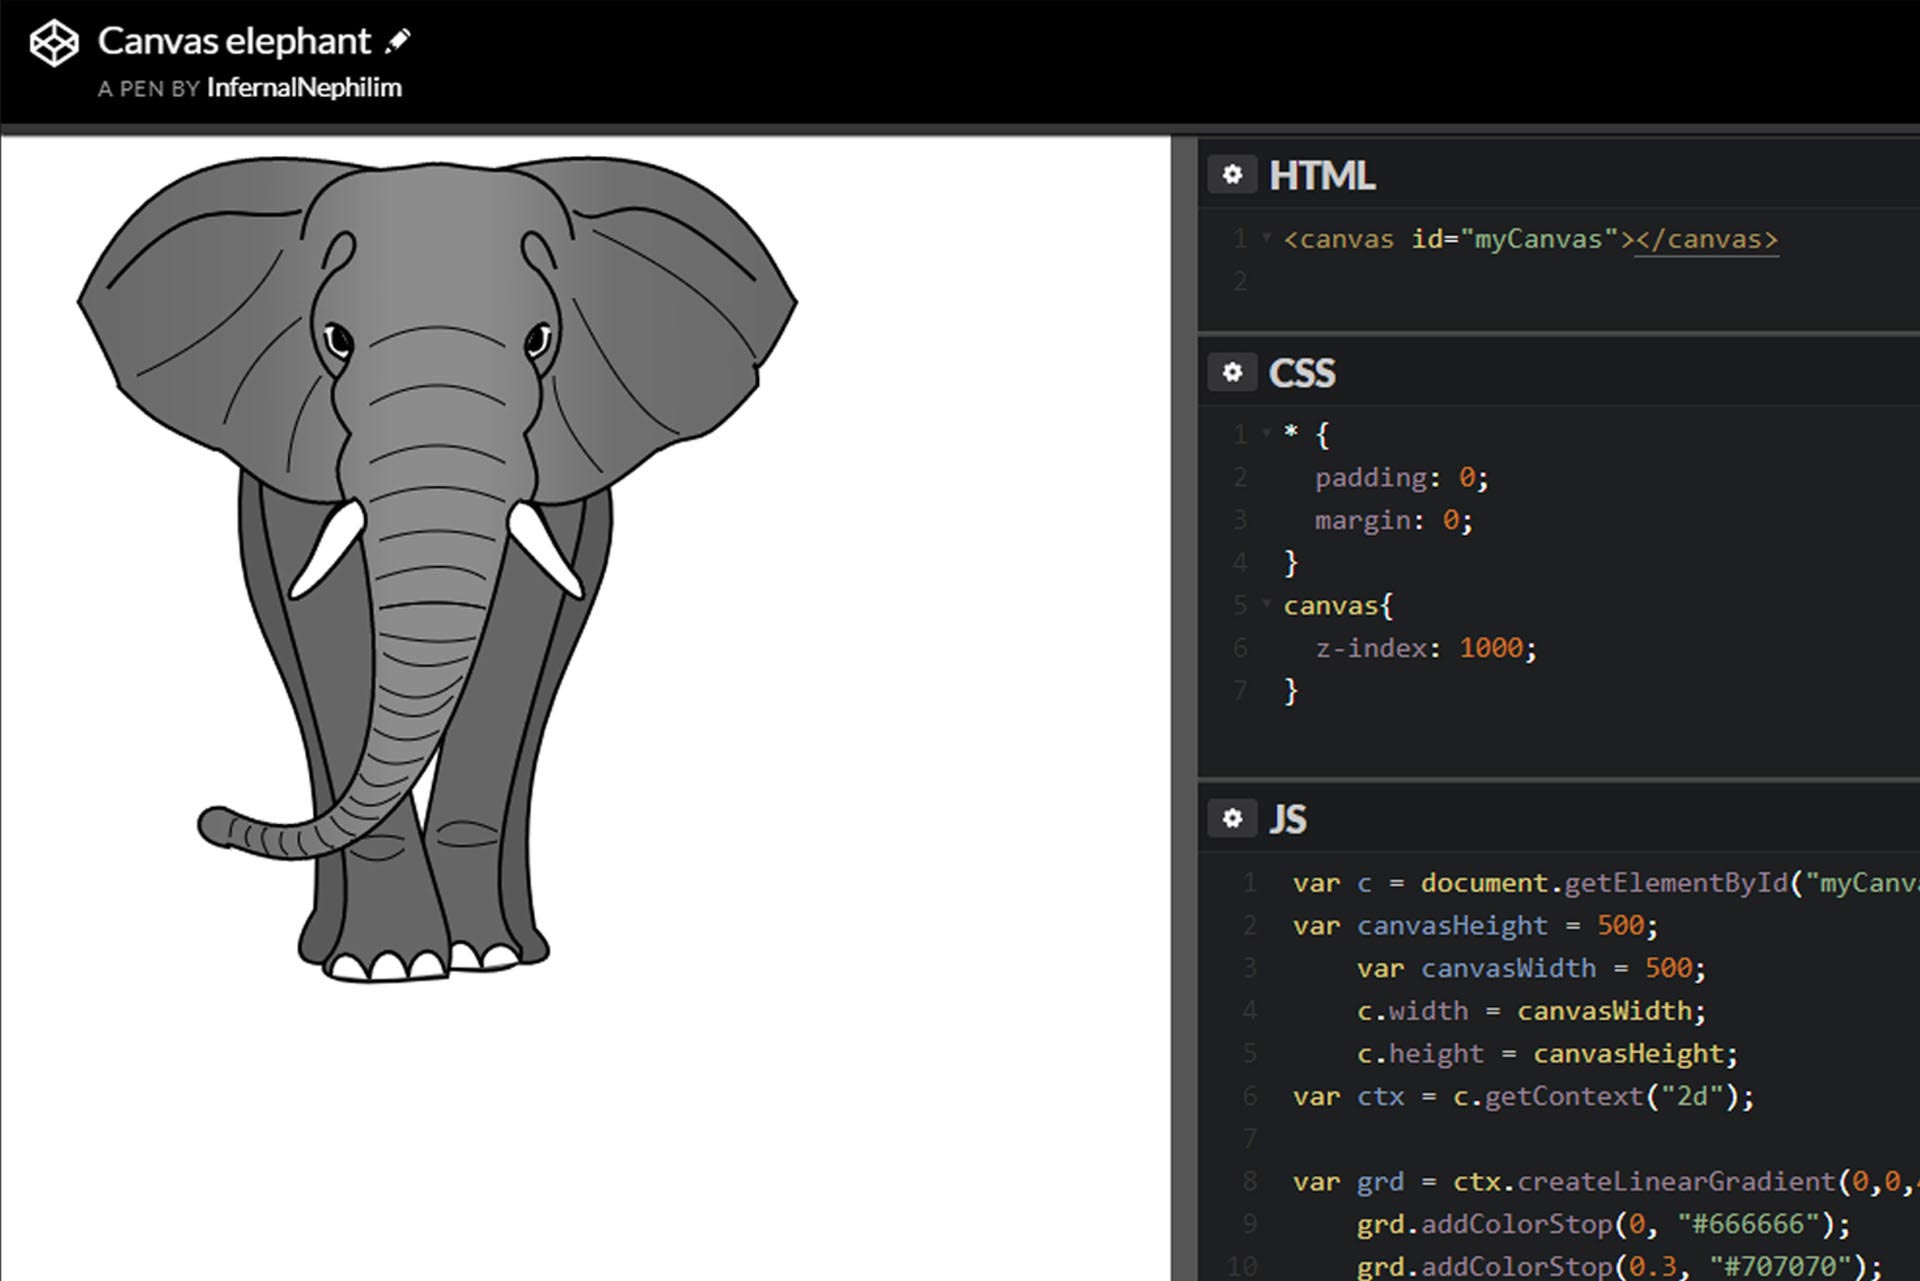 Canvas elephant
A PEN BY InfernalNephilim
HTML
1 <canvas id="myCanvas"></canvas>
2
CSS
1 * {
2 padding: 0;
3 margin: 0;
4 }
5 canvas{
6 z-index: 1000;
7 }
JS
1 var c = document.getElementById("myCanva
2 var canvasHeight = 500;
3 var canvasWidth = 500;
4 c.width = canvasWidth;
5 c.height = canvasHeight;
6 var ctx = c.getContext("2d");
7
8 var grd = ctx.createLinearGradient(0,0,4
9 grd.addColorStop(0, "#666666");
10 grd.addColorStop(0.3, "#707070");